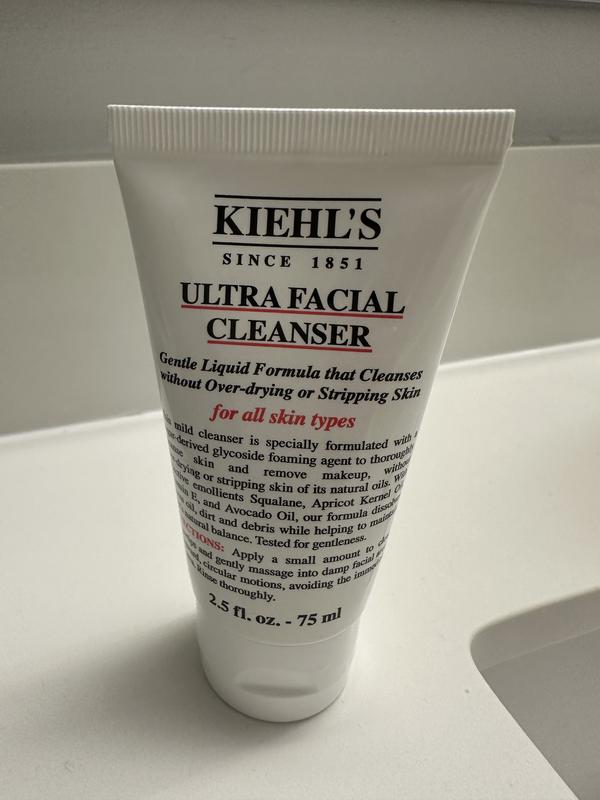 KIEHL'S
SINCE 1851
ULTRA FACIAL
CLEANSER
Gentle Liquid Formula that Cleanses
without Over-drying or Stripping Skin
for all skin types
mild cleanser is specially formulated with
-derived glycoside foaming agent to thoroughly
skin and remove makeup,
-drying or stripping skin of its natural oils.
emollients Squalane, Apricot Kernel
E, and Avocado Oil, our formula
oil, dirt and debris while helping to
natural balance. Tested for gentleness.
Apply a small amount to
and gently massage into damp facial
circular motions, avoiding the
Rinse thoroughly.
2.5 fl. oz. - 75 ml